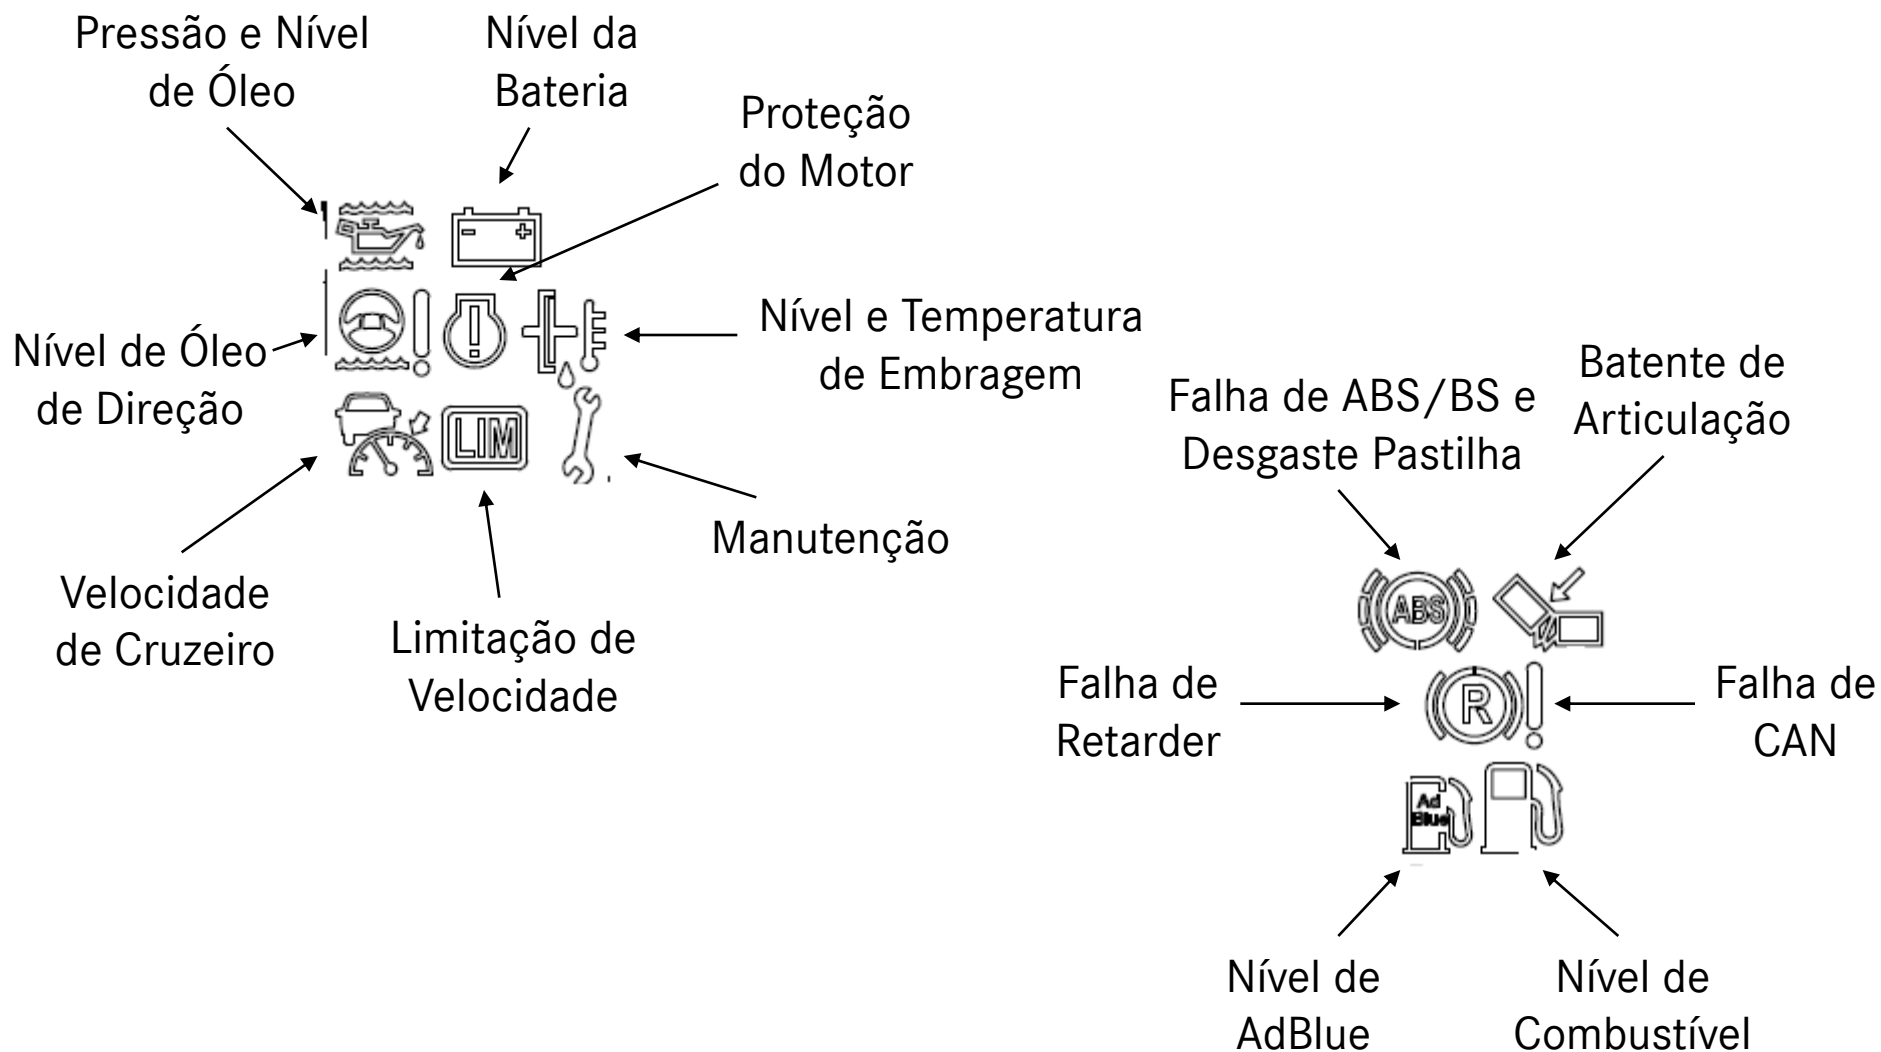 Pressão e Nível
de Óleo
Nível da
Bateria
Proteção
do Motor
- +
Nível de Óleo
de Direção
Nível e Temperatura
de Embragem
LIM
Velocidade
de Cruzeiro
Limitação de
Velocidade
Manutenção
Falha de ABS/BS e
Desgaste Pastilha
Batente de
Articulação
ABS
Falha de
Retarder
R
Falha de
CAN
Ad
Blue
Nível de
AdBlue
Nível de
Combustível